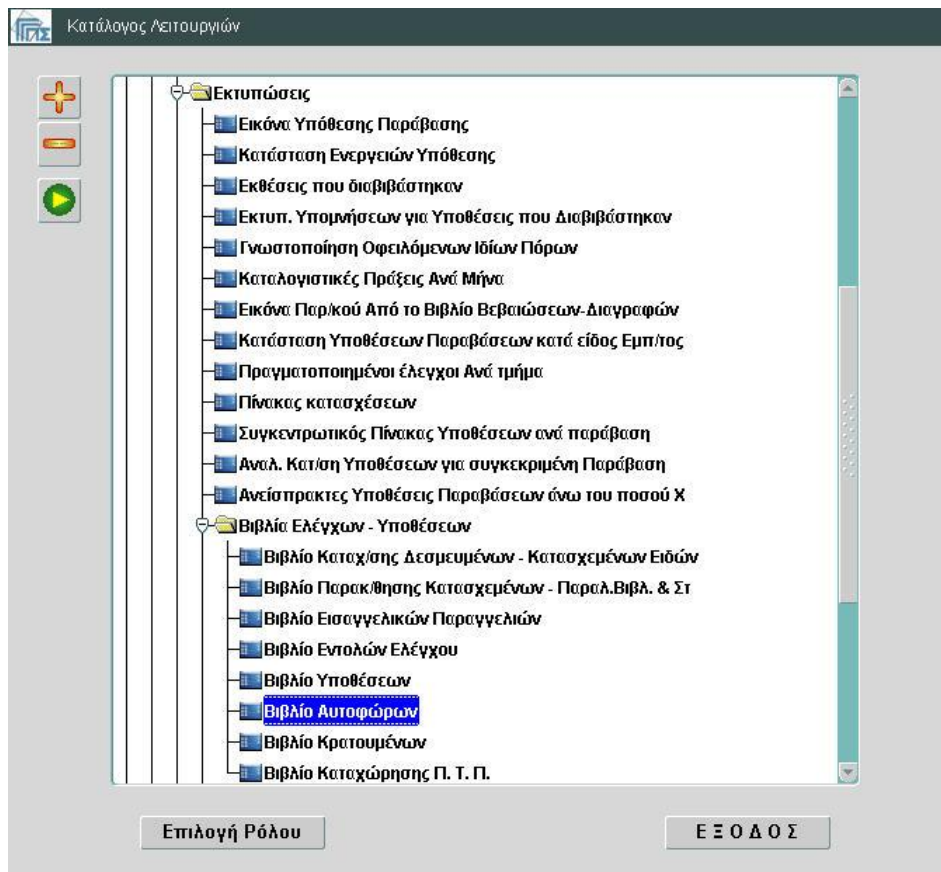 Κατάλογος Λειτουργιών
Εκτυπώσεις
Εικόνα Υπόθεσης Παράβασης
Κατάσταση Ενεργειών Υπόθεσης
Εκθέσεις που διαβιβάστηκαν
Εκτυπ. Υπομνήσεων για Υποθέσεις που Διαβιβάστηκαν
Γνωστοποίηση Οφειλόμενων Ιδίων Πόρων
Καταλογιστικές Πράξεις Ανά Μήνα
Εικόνα Παρ/κού Από το Βιβλίο Βεβαιώσεων-Διαγραφών
Κατάσταση Υποθέσεων Παραβάσεων κατά είδος Εμπ/τος
Πραγματοποιημένοι έλεγχοι Ανά τμήμα
Πίνακας κατασχέσεων
Συγκεντρωτικός Πίνακας Υποθέσεων ανά παράβαση
Αναλ. Κατ/ση Υποθέσεων για συγκεκριμένη Παράβαση
Ανείσπρακτες Υποθέσεις Παραβάσεων άνω του ποσού Χ
Βιβλία Ελέγχων - Υποθέσεων
Βιβλίο Καταχ/σης Δεσμευμένων - Κατασχεμένων Ειδών
Βιβλίο Παρακ/θησης Κατασχεμένων - Παραλ.Βιβλ. & Στ
Βιβλίο Εισαγγελικών Παραγγελιών
Βιβλίο Εντολών Ελέγχου
Βιβλίο Υποθέσεων
Βιβλίο Αυτοφώρων
Βιβλίο Κρατουμένων
Βιβλίο Καταχώρησης Π. Τ. Π.
Επιλογή Ρόλου
Ε Ξ Ο Δ Ο Σ